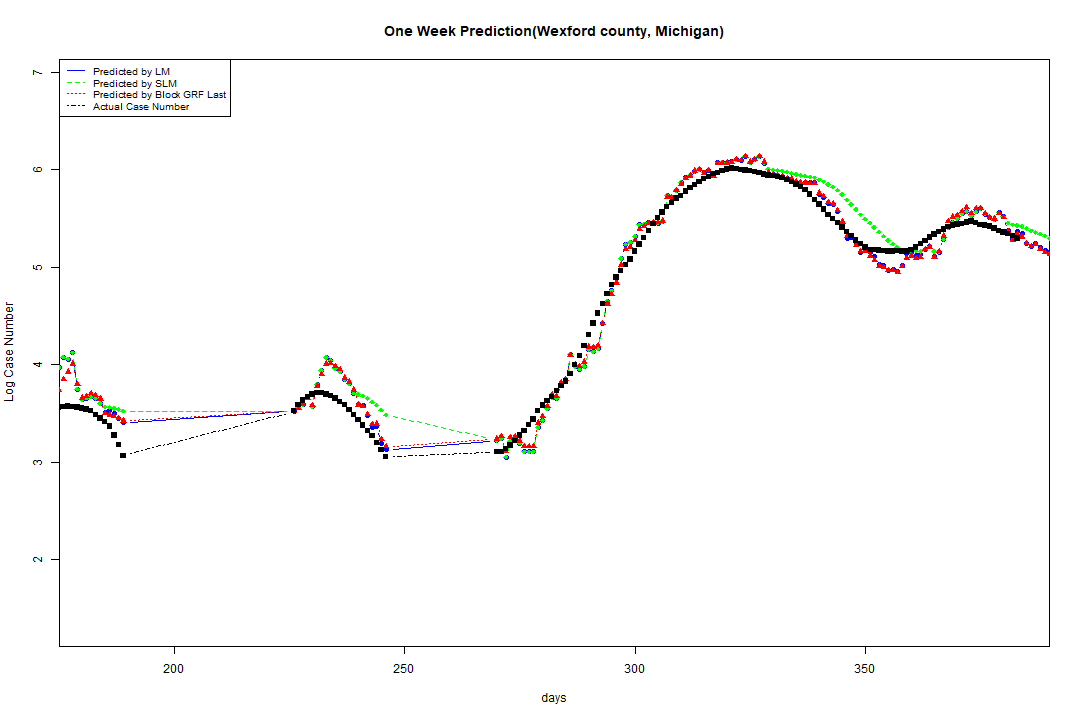 One Week Prediction(Wexford county, Michigan)
Predicted by LM
Predicted by SLM
Predicted by Block GRF Last
Actual Case Number
7
6
5
4
3
2
Log Case Number
200
250
300
350
days